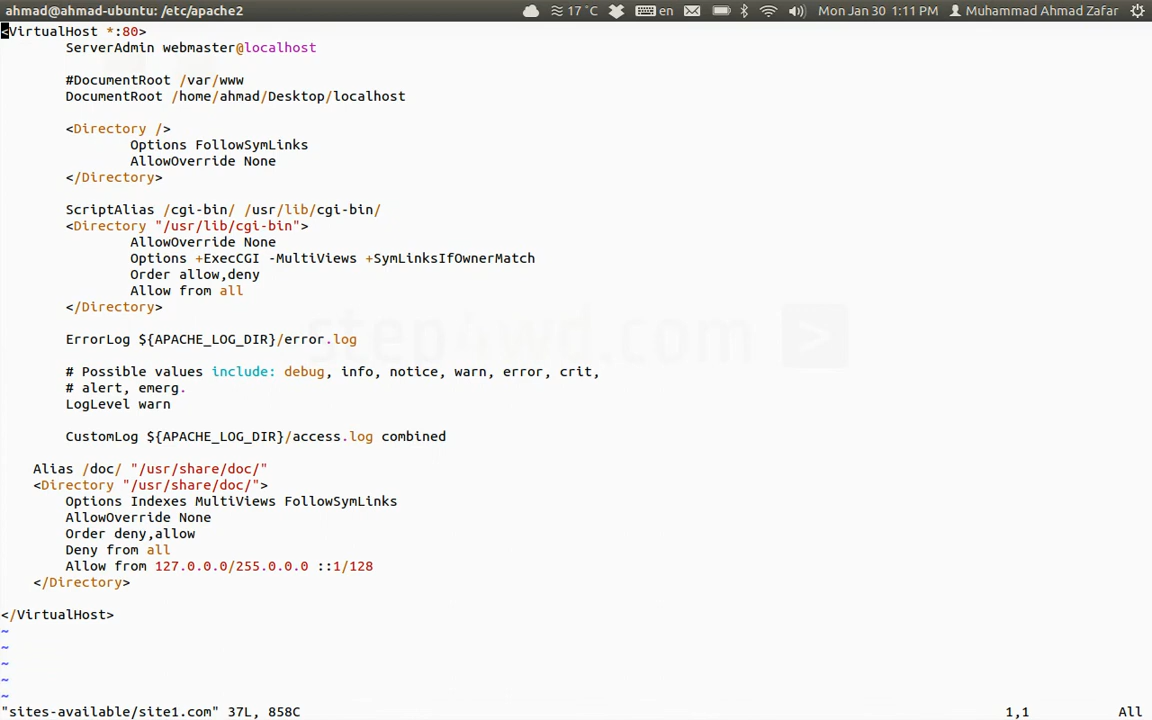 ahmad@ahmad-ubuntu: /etc/apache2 17 °C en Mon Jan 30 1:11 PM Muhammad Ahmad Zafar
<VirtualHost *:80>
ServerAdmin webmaster@localhost
#DocumentRoot /var/www
DocumentRoot /home/ahmad/Desktop/localhost
<Directory />
Options FollowSymLinks
AllowOverride None
</Directory>
ScriptAlias /cgi-bin/ /usr/lib/cgi-bin/
<Directory "/usr/lib/cgi-bin">
AllowOverride None
Options +ExecCGI -MultiViews +SymLinksIfOwnerMatch
Order allow,deny
Allow from all
</Directory>
ErrorLog ${APACHE_LOG_DIR}/error.log
step4wd.com >
# Possible values include: debug, info, notice, warn, error, crit,
# alert, emerg.
LogLevel warn
CustomLog ${APACHE_LOG_DIR}/access.log combined
Alias /doc/ "/usr/share/doc/"
<Directory "/usr/share/doc/">
Options Indexes MultiViews FollowSymLinks
AllowOverride None
Order deny,allow
Deny from all
Allow from 127.0.0.0/255.0.0.0 ::1/128
</Directory>
</VirtualHost>
~
~
~
~
~
"sites-available/site1.com" 37L, 858C 1,1 All